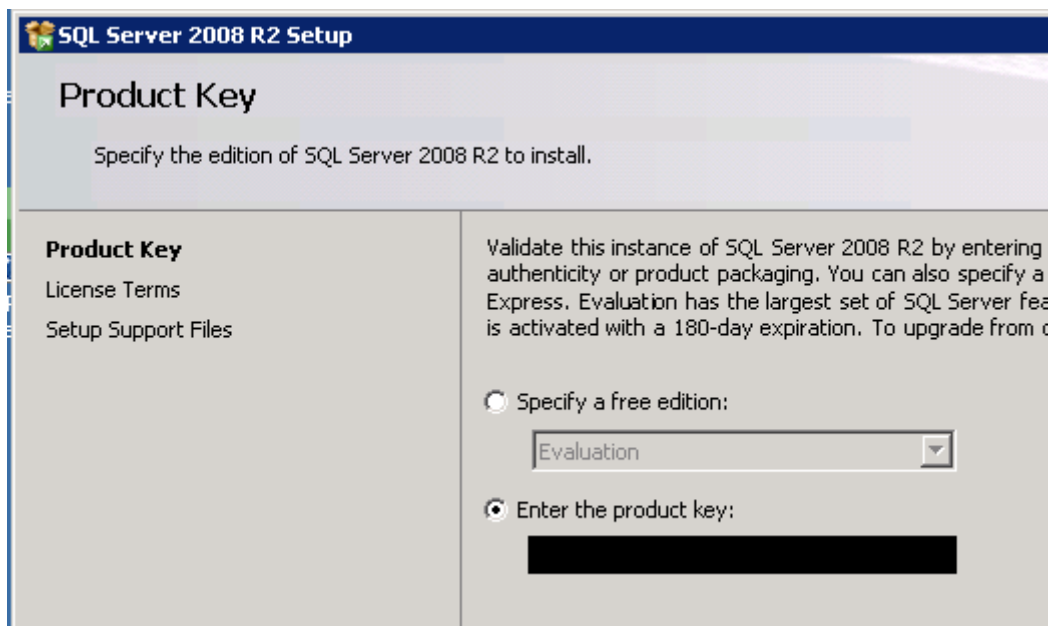 SQL Server 2008 R2 Setup
Product Key
Specify the edition of SQL Server 2008 R2 to install.
Product Key
License Terms
Setup Support Files
Validate this instance of SQL Server 2008 R2 by entering
authenticity or product packaging. You can also specify a
Express. Evaluation has the largest set of SQL Server
is activated with a 180-day expiration. To upgrade from
Specify a free edition:
Evaluation
Enter the product key: